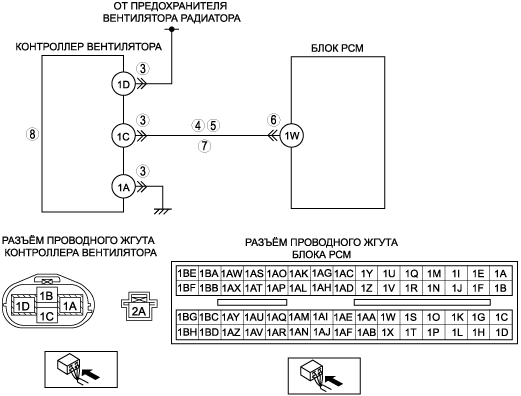 ОТ ПРЕДОХРАНИТЕЛЯ
ВЕНТИЛЯТОРА РАДИАТОРА
КОНТРОЛЛЕР ВЕНТИЛЯТОРА
БЛОК PCM
3
1D
3
4 5
6
8
1C
1W
7
3
1A
РАЗЪЁМ ПРОВОДНОГО ЖГУТА
КОНТРОЛЛЕРА ВЕНТИЛЯТОРА
1B
1D 1A
1C
2A
РАЗЪЁМ ПРОВОДНОГО ЖГУТА
БЛОКА PCM
1BE 1BA 1AW 1AS 1AO 1AK 1AG 1AC 1Y 1U 1Q 1M 1I 1E 1A
1BF 1BB 1AX 1AT 1AP 1AL 1AH 1AD 1Z 1V 1R 1N 1J 1F 1B
1BG 1BC 1AY 1AU 1AQ 1AM 1AI 1AE 1AA 1W 1S 1O 1K 1G 1C
1BH 1BD 1AZ 1AV 1AR 1AN 1AJ 1AF 1AB 1X 1T 1P 1L 1H 1D